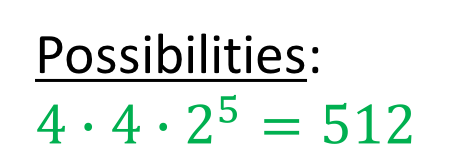 Possibilities:
4 · 4 · 2⁵ = 512